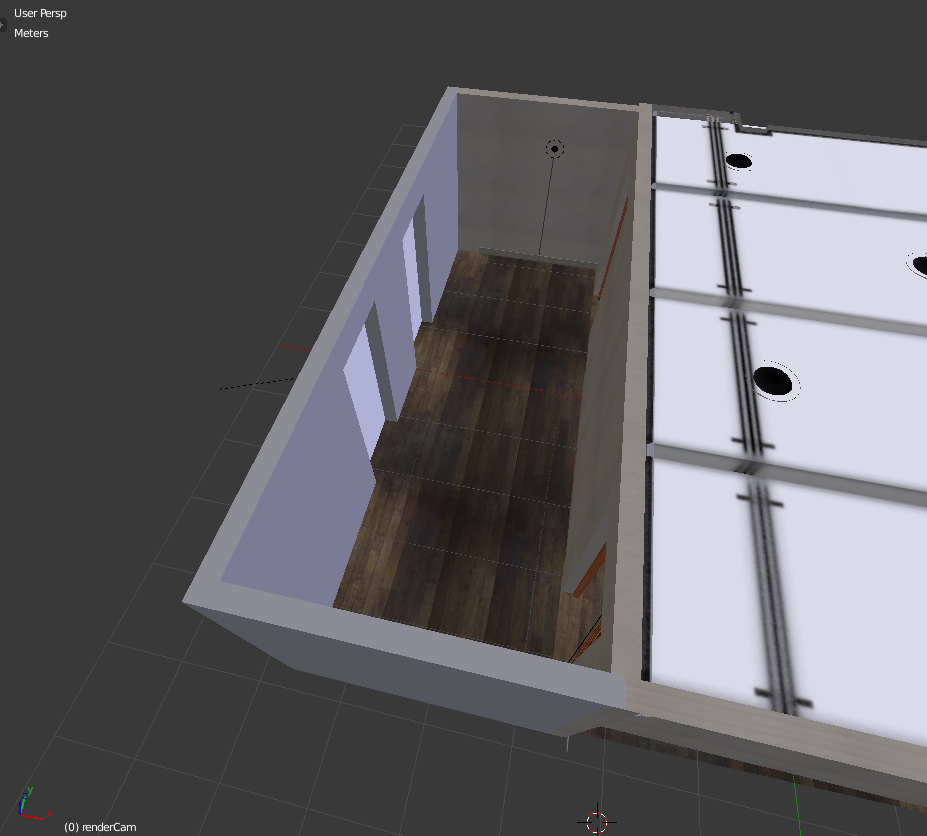 User Persp
Meters
y
x
(0) renderCam